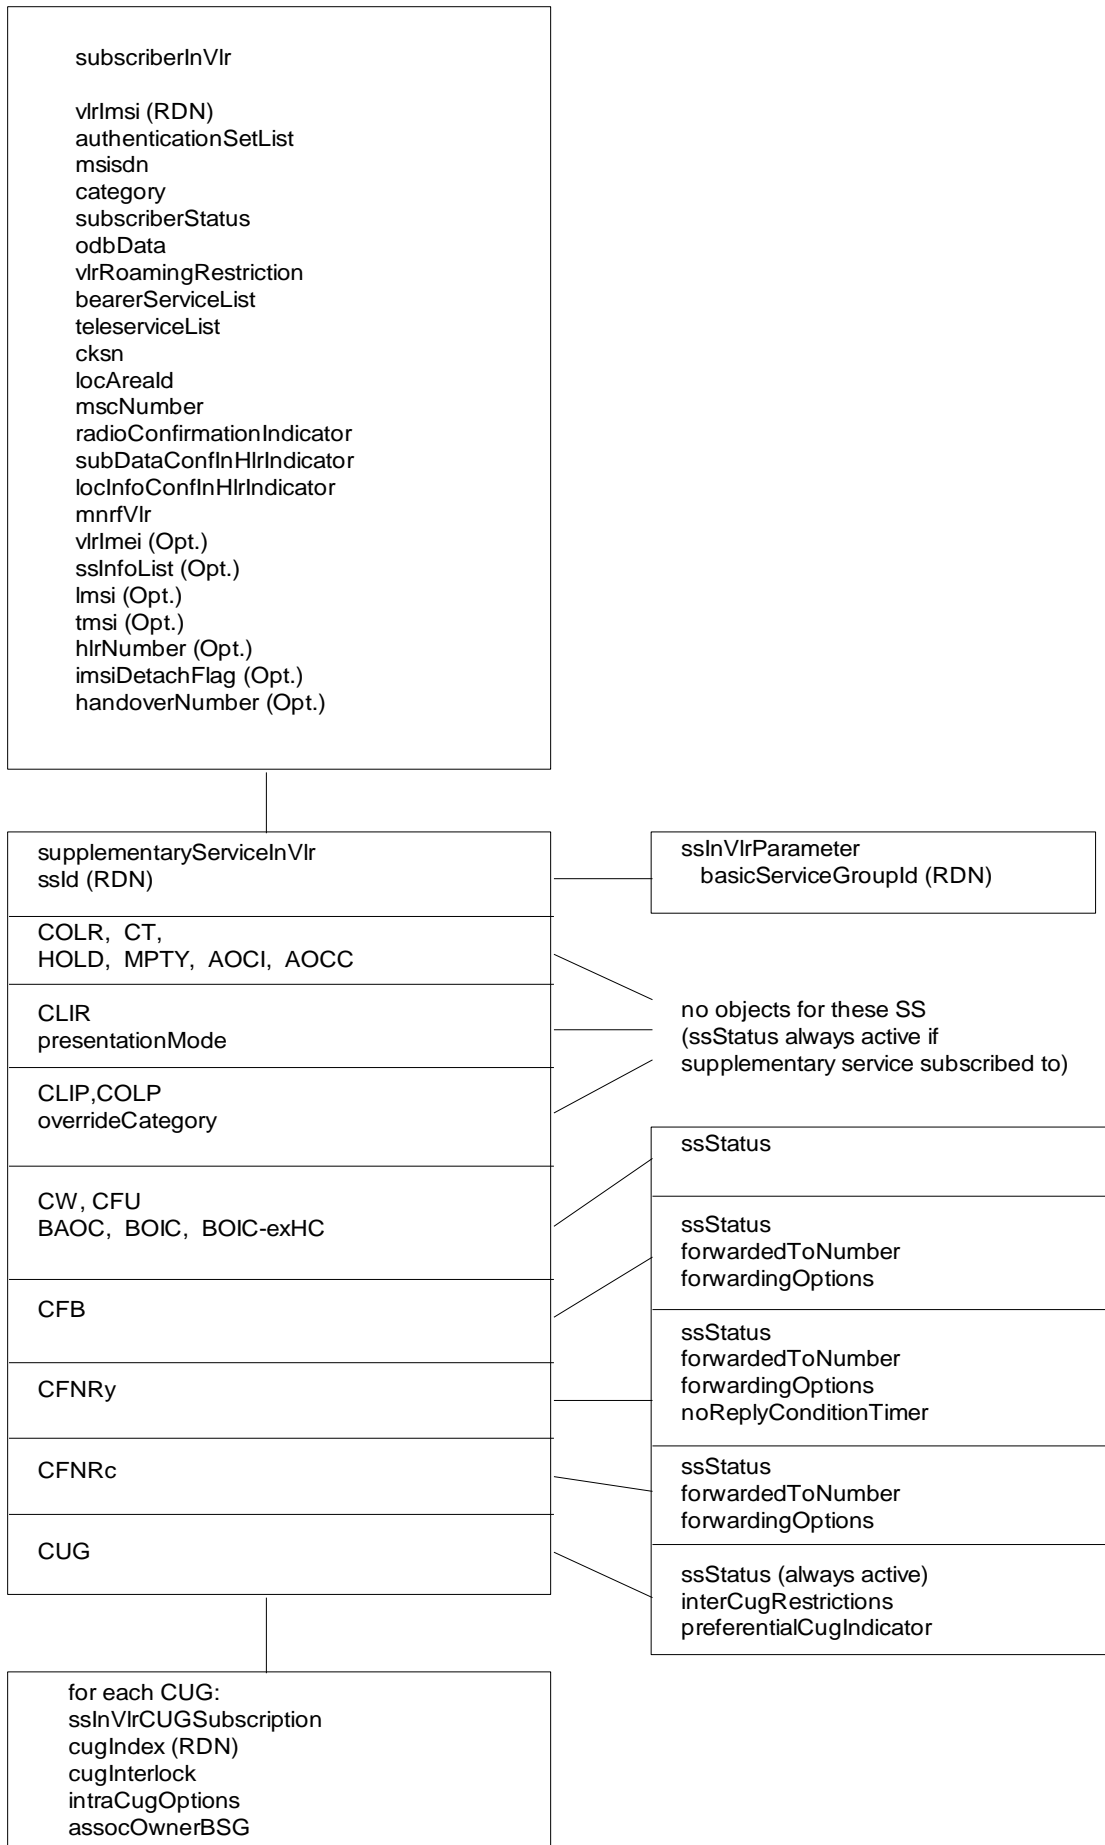 subscriberInVlr
vlrImsi (RDN)
authenticationSetList
msisdn
category
subscriberStatus
odbData
vlrRoamingRestriction
bearerServiceList
teleserviceList
cksn
locAreaId
mscNumber
radioConfirmationIndicator
subDataConfInHlrIndicator
locInfoConfInHlrIndicator
mnrfVlr
vlrImei (Opt.)
ssInfoList (Opt.)
lmsi (Opt.)
tmsi (Opt.)
hlrNumber (Opt.)
imsiDetachFlag (Opt.)
handoverNumber (Opt.)
supplementaryServiceInVlr
ssId (RDN)
ssInVlrParameter
basicServiceGroupId (RDN)
COLR, CT,
HOLD, MPTY, AOCI, AOCC
CLIR
presentationMode
CLIP,COLP
overrideCategory
no objects for these SS
(ssStatus always active if
supplementary service subscribed to)
CW, CFU
BAOC, BOIC, BOIC-exHC
ssStatus
CFB
ssStatus
forwardedToNumber
forwardingOptions
CFNRy
ssStatus
forwardedToNumber
forwardingOptions
noReplyConditionTimer
CFNRc
ssStatus
forwardedToNumber
forwardingOptions
CUG
ssStatus (always active)
interCugRestrictions
preferentialCugIndicator
for each CUG:
ssInVlrCUGSubscription
cugIndex (RDN)
cugInterlock
intraCugOptions
assocOwnerBSG